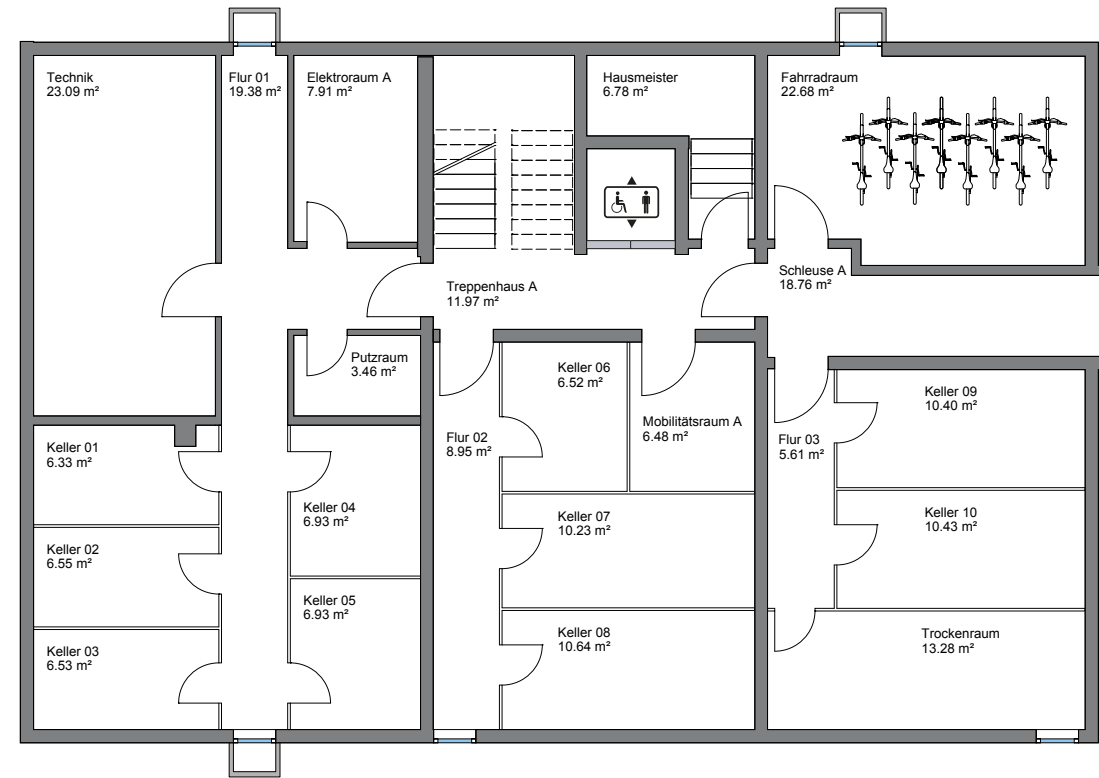 Technik
23.09 m²
Flur 01
19.38 m²
Elektroraum A
7.91 m²
Hausmeister
6.78 m²
Fahrradraum
22.68 m²
Treppenhaus A
11.97 m²
Schleuse A
18.76 m²
Putzraum
3.46 m²
Keller 06
6.52 m²
Mobilitätsraum A
6.48 m²
Keller 09
10.40 m²
Keller 01
6.33 m²
Flur 02
8.95 m²
Flur 03
5.61 m²
Keller 04
6.93 m²
Keller 07
10.23 m²
Keller 10
10.43 m²
Keller 02
6.55 m²
Keller 05
6.93 m²
Keller 03
6.53 m²
Keller 08
10.64 m²
Trockenraum
13.28 m²